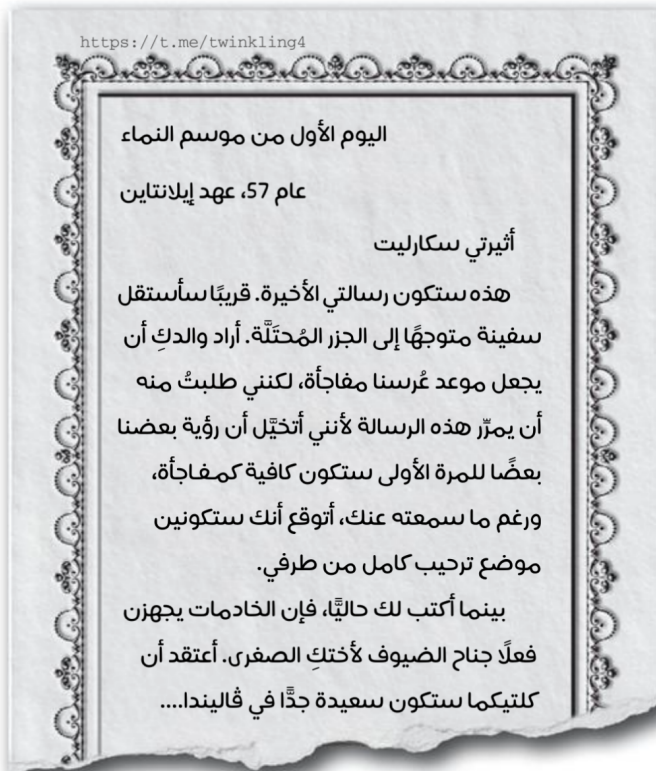 https://t.me/twinkling4
اليوم الأول من موسم النماء
عام 57، عهد إيلانتاين
أثيرتي سكارليت
هذه ستكون رسالتي الأخيرة. قريبًا سأستقل
سفينة متوجهًا إلى الجزر المُحتَلَّة. أراد والدكِ أن
يجعل موعد عُرسنا مفاجأة، لكنني طلبتُ منه
أن يمرِّر هذه الرسالة لأنني أتخيَّل أن رؤية بعضنا
بعضًا للمرة الأولى ستكون كافية كمفاجأة،
ورغم ما سمعته عنك، أتوقع أنك ستكونين
موضع ترحيب كامل من طرفي.
بينما أكتب لك حاليًّا، فإن الخادمات يجهزن
فعلًا جناح الضيوف لأختكِ الصغرى. أعتقد أن
كلتيكما ستكون سعيدة جدًّا في ڤاليندا....